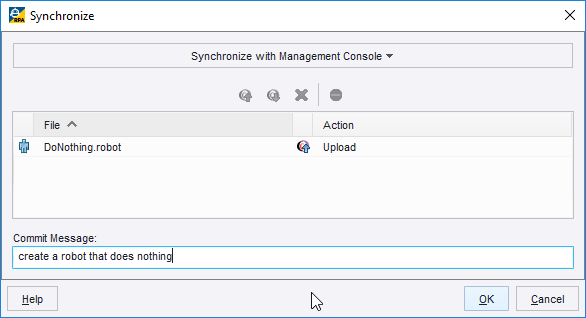 RPA
Synchronize
Synchronize with Management Console
File
Action
DoNothing.robot
Upload
Commit Message:
create a robot that does nothing
Help
OK
Cancel